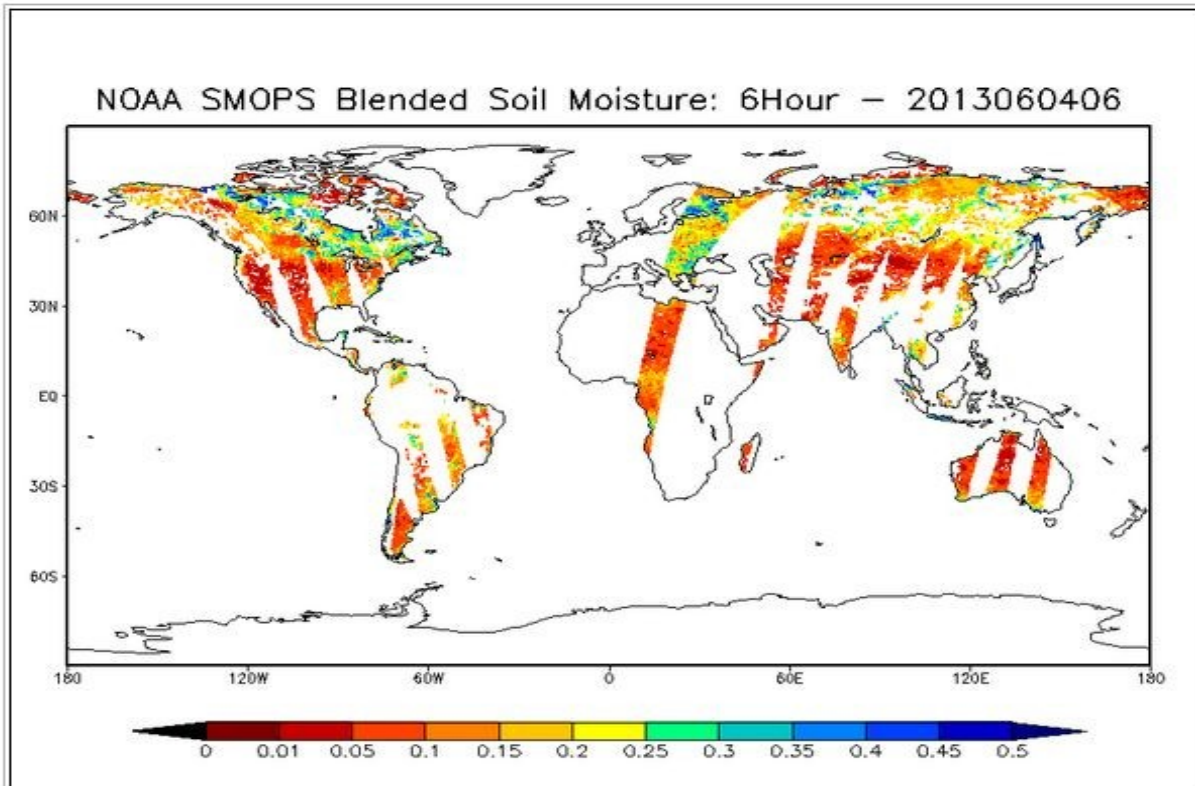 NOAA SMOPS Blended Soil Moisture: 6Hour – 2013060406
60N
30N
EQ
30S
60S
180 120W 60W 0 60E 120E 180
0 0.01 0.05 0.1 0.15 0.2 0.25 0.3 0.35 0.4 0.45 0.5